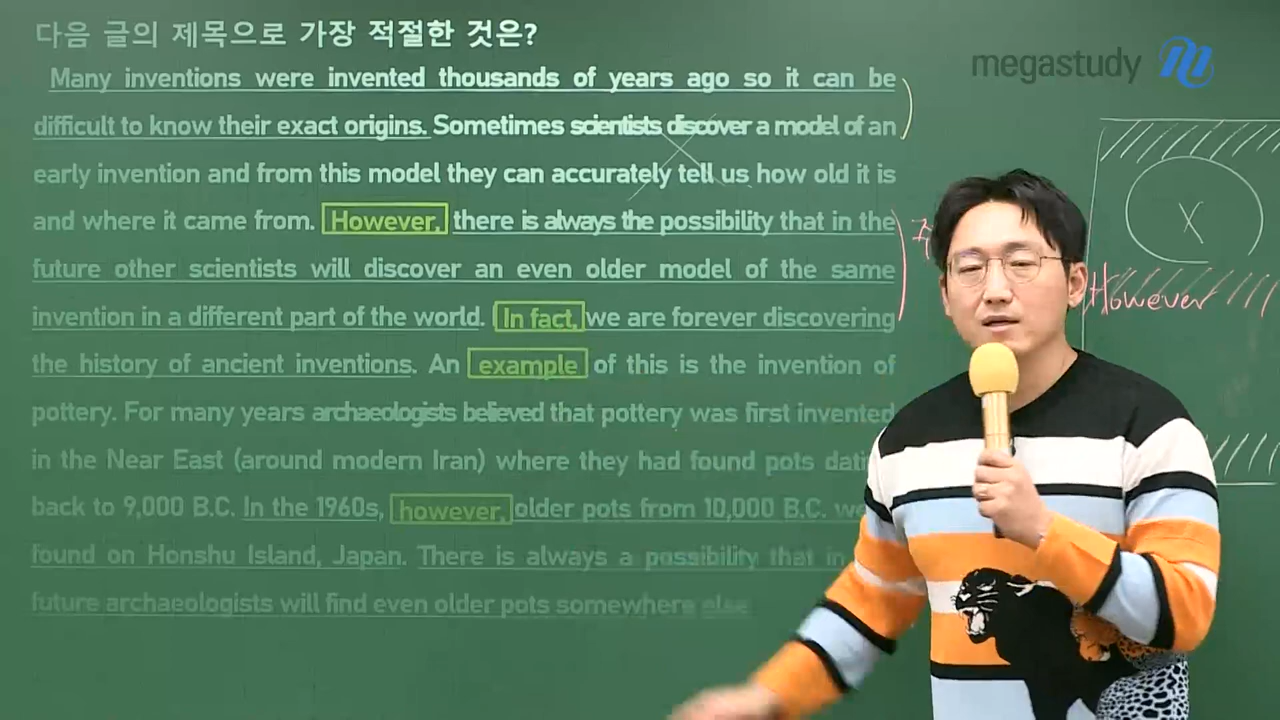 다음 글의 제목으로 가장 적절한 것은?
megastudy
Many inventions were invented thousands of years ago so it can be
difficult to know their exact origins. Sometimes scientists discover a model of an
early invention and from this model they can accurately tell us how old it is
and where it came from. However, there is always the possibility that in the
future other scientists will discover an even older model of the same
invention in a different part of the world. In fact, we are forever discovering
the history of ancient inventions. An example of this is the invention of
pottery. For many years archaeologists believed that pottery was first invented
in the Near East (around modern Iran) where they had found pots
back to 9,000 B.C. In the 1960s, however, older pots from 10,000 B.C.
found on Honshu Island, Japan. There is always a possibility that
future archaeologists will find even older pots somewhere else
X
However